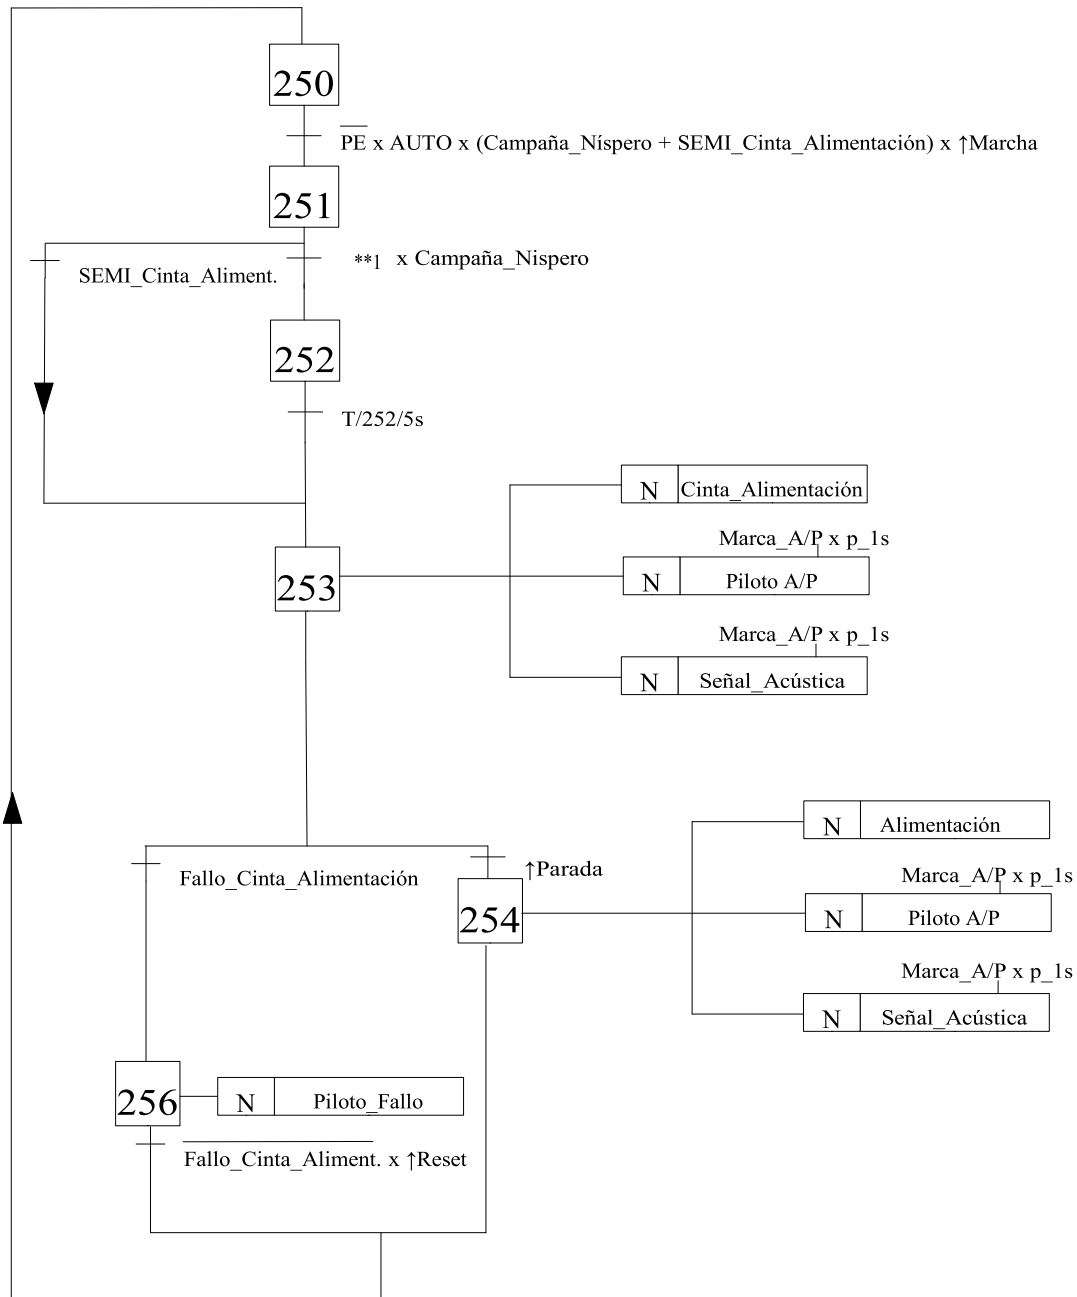 250
PE x AUTO x (Campaña_Níspero + SEMI_Cinta_Alimentación) x ↑Marcha
251
**1 x Campaña_Nispero
SEMI_Cinta_Aliment.
252
T/252/5s
N Cinta_Alimentación
Marca_A/P x p_1s
253
N Piloto A/P
Marca_A/P x p_1s
N Señal_Acústica
N Alimentación
Fallo_Cinta_Alimentación
↑Parada
Marca_A/P x p_1s
254
N Piloto A/P
Marca_A/P x p_1s
N Señal_Acústica
256
N Piloto_Fallo
Fallo_Cinta_Aliment. x ↑Reset